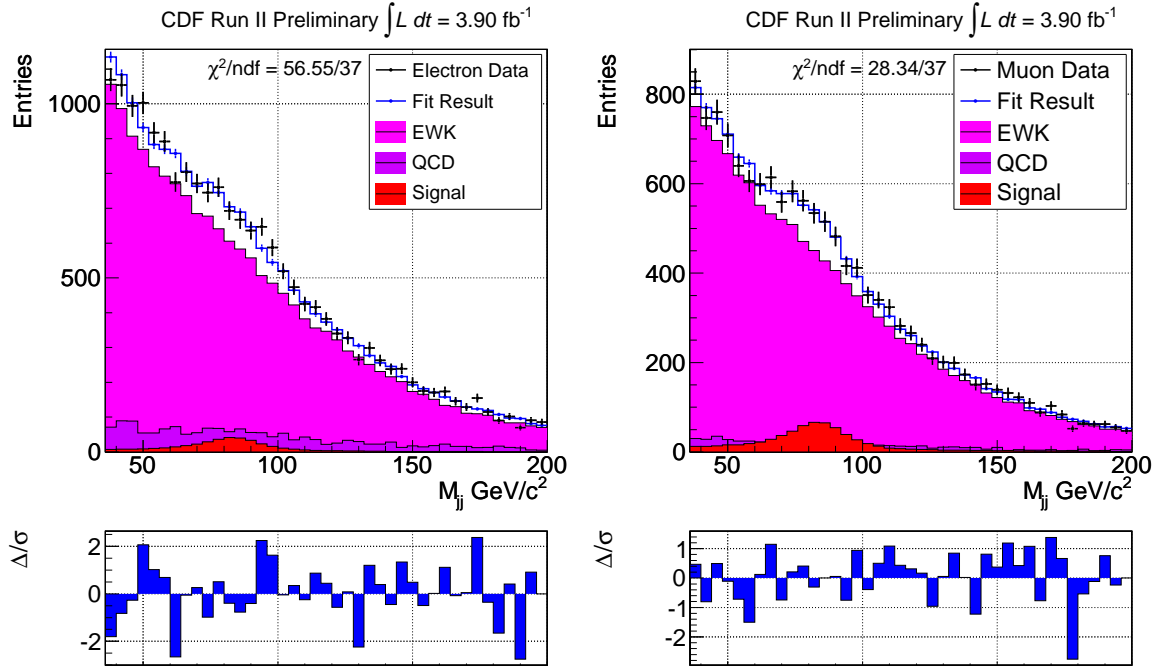 CDF Run II Preliminary ∫L dt = 3.90 fb⁻¹
χ²/ndf = 56.55/37
Electron Data
Fit Result
EWK
QCD
Signal
Entries
1000
500
0
50
100
150
200
M_jj GeV/c²
Δ/σ
2
0
-2
CDF Run II Preliminary ∫L dt = 3.90 fb⁻¹
χ²/ndf = 28.34/37
Muon Data
Fit Result
EWK
QCD
Signal
Entries
800
600
400
200
0
50
100
150
200
M_jj GeV/c²
Δ/σ
1
0
-1
-2